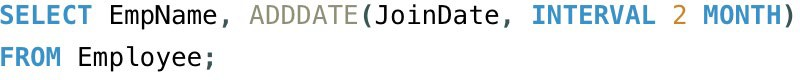 SELECT EmpName, ADDDATE(JoinDate, INTERVAL 2 MONTH)
FROM Employee;